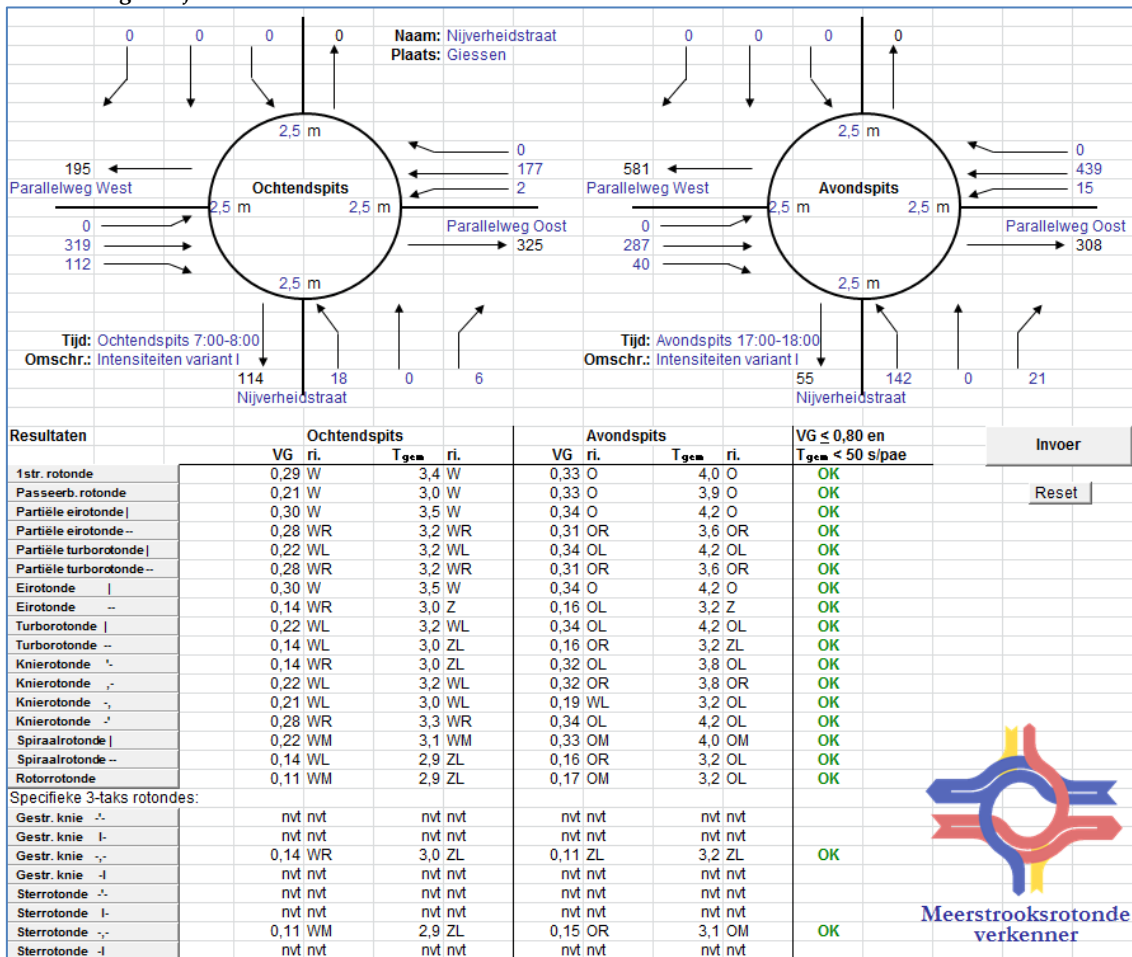 0 0 0 0 Naam: Nijverheidstraat 0 0 0 0
Plaats: Giessen
2,5 m 2,5 m
0 0
195 177 581 439
Parallelweg West Ochtendspits 2 Parallelweg West Avondspits 15
2,5 m 2,5 m 2,5 m 2,5 m
0 Parallelweg Oost 0 Parallelweg Oost
319 325 287 308
112 40
2,5 m 2,5 m
Tijd: Ochtendspits 7:00-8:00 Tijd: Avondspits 17:00-18:00
Omschr.: Intensiteiten variant I Omschr.: Intensiteiten variant I
114 18 0 6 55 142 0 21
Nijverheidstraat Nijverheidstraat
Resultaten Ochtendspits Avondspits VG ≤ 0,80 en Invoer
VG ri. Tgem ri. VG ri. Tgem ri. Tgem < 50 s/pae
1str. rotonde 0,29 W 3,4 W 0,33 O 4,0 O OK
Passeerb. rotonde 0,21 W 3,0 W 0,33 O 3,9 O OK Reset
Partiële eirotonde | 0,30 W 3,5 W 0,34 O 4,2 O OK
Partiële eirotonde -- 0,28 WR 3,2 WR 0,31 OR 3,6 OR OK
Partiële turborotonde | 0,22 WL 3,2 WL 0,34 OL 4,2 OL OK
Partiële turborotonde -- 0,28 WR 3,2 WR 0,31 OR 3,6 OR OK
Eirotonde | 0,30 W 3,5 W 0,34 O 4,2 O OK
Eirotonde -- 0,14 WR 3,0 Z 0,16 OL 3,2 Z OK
Turborotonde | 0,22 WL 3,2 WL 0,34 OL 4,2 OL OK
Turborotonde -- 0,14 WL 3,0 ZL 0,16 OR 3,2 ZL OK
Knierotonde '- 0,14 WR 3,0 ZL 0,32 OL 3,8 OL OK
Knierotonde ,- 0,22 WL 3,2 WL 0,32 OR 3,8 OR OK
Knierotonde -, 0,21 WL 3,0 WL 0,19 WL 3,2 OL OK
Knierotonde -' 0,28 WR 3,3 WR 0,34 OL 4,2 OL OK
Spiraalrotonde | 0,22 WM 3,1 WM 0,33 OM 4,0 OM OK
Spiraalrotonde -- 0,14 WL 2,9 ZL 0,16 OR 3,2 OL OK
Rotorrotonde 0,11 WM 2,9 ZL 0,17 OM 3,2 OL OK
Specifieke 3-taks rotondes:
Gestr. knie -'- nvt nvt nvt nvt nvt nvt nvt nvt
Gestr. knie I- nvt nvt nvt nvt nvt nvt nvt nvt
Gestr. knie -,- 0,14 WR 3,0 ZL 0,11 ZL 3,2 ZL OK
Gestr. knie -I nvt nvt nvt nvt nvt nvt nvt nvt
Sterrotonde -'- nvt nvt nvt nvt nvt nvt nvt nvt
Sterrotonde I- nvt nvt nvt nvt nvt nvt nvt nvt
Sterrotonde -,- 0,11 WM 2,9 ZL 0,15 OR 3,1 OM OK
Sterrotonde -I nvt nvt nvt nvt nvt nvt nvt nvt
Meerstrooksrotonde
verkenner